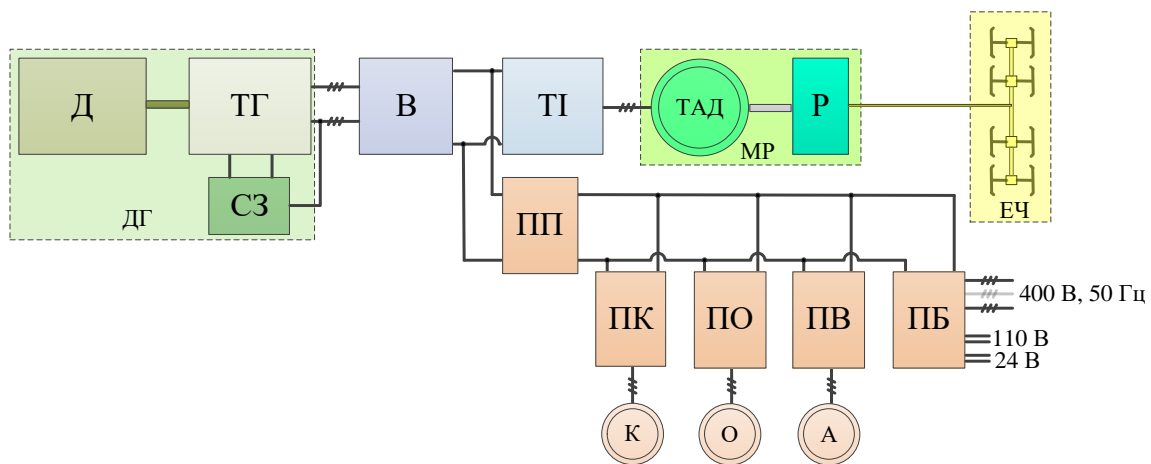 Д
ТГ
В
ТІ
ТАД
Р
МР
СЗ
ДГ
ЕЧ
ПП
ПК
ПО
ПВ
ПБ
400 В, 50 Гц
110 В
24 В
К
О
А